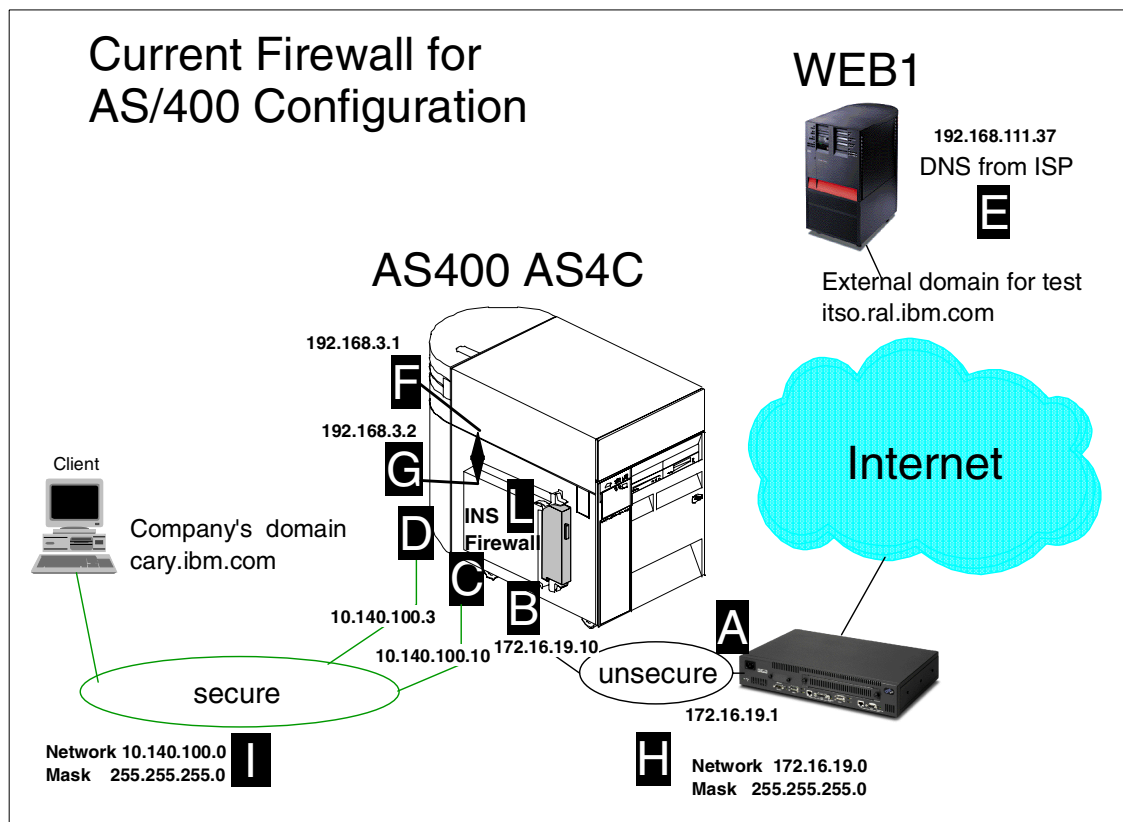 Current Firewall for
AS/400 Configuration
WEB1
192.168.111.37
DNS from ISP
E
External domain for test
itso.ral.ibm.com
AS400 AS4C
192.168.3.1
F
192.168.3.2
G
L
INS
Firewall
D
C
B
Client
Company's domain
cary.ibm.com
Internet
10.140.100.3
10.140.100.10
172.16.19.10
A
secure
unsecure
172.16.19.1
Network 10.140.100.0
Mask 255.255.255.0
I
H
Network 172.16.19.0
Mask 255.255.255.0